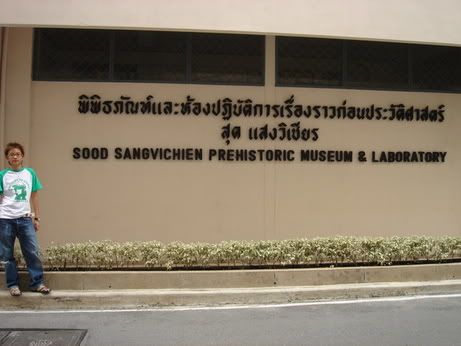 พิพิธภัณฑ์และห้องปฏิบัติการเรื่องราวก่อนประวัติศาสตร์
สุด แสงวิเชียร
SOOD SANGVICHIEN PREHISTORIC MUSEUM & LABORATORY